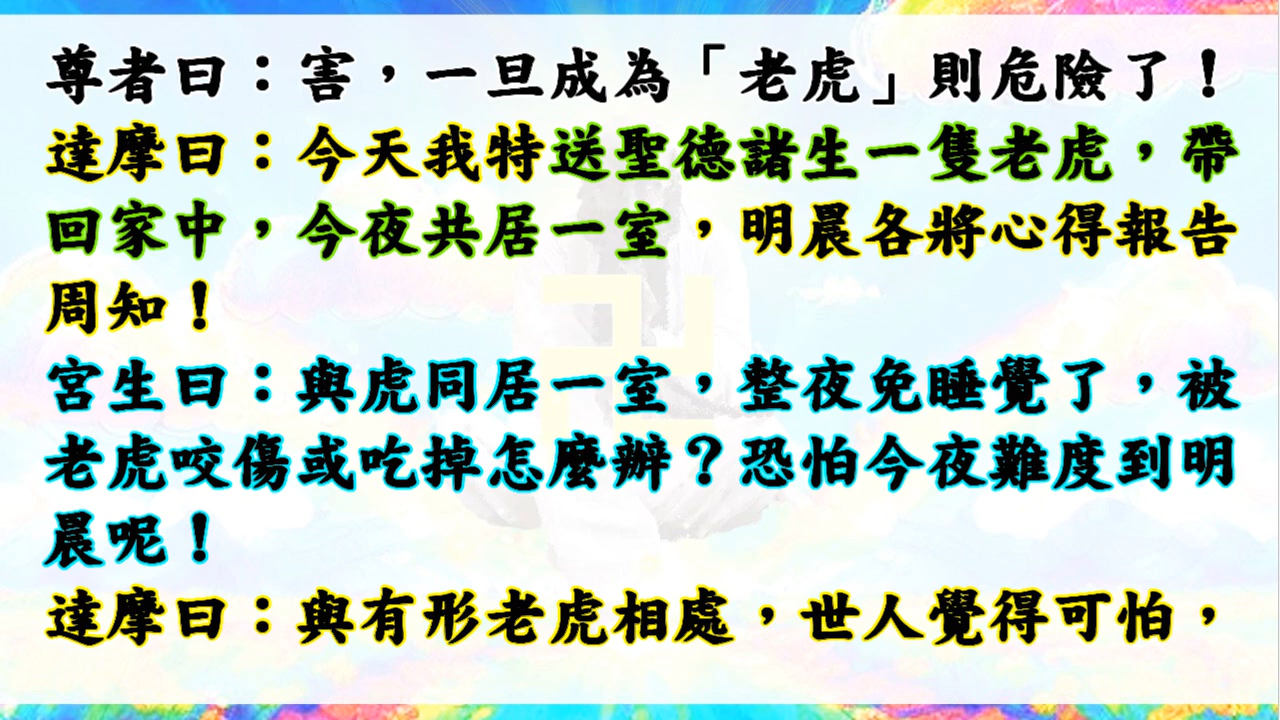 尊者曰：害，一旦成為「老虎」則危險了！
達摩曰：今天我特送聖德諸生一隻老虎，帶
回家中，今夜共居一室，明晨各將心得報告
周知！
宮生曰：與虎同居一室，整夜免睡覺了，被
老虎咬傷或吃掉怎麼辦？恐怕今夜難度到明
晨呢！
達摩曰：與有形老虎相處，世人覺得可怕，